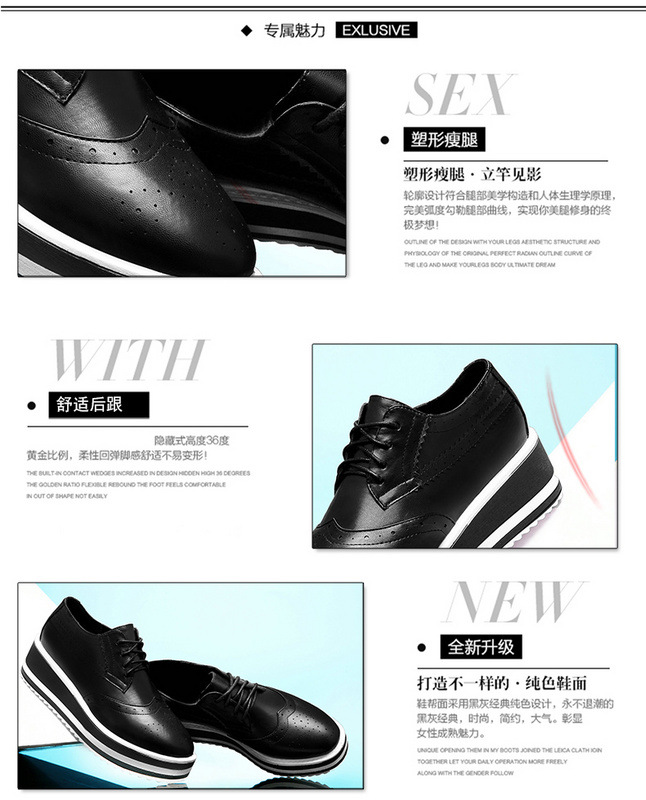 专属魅力 EXLUSIVE
SEX
塑形瘦腿
塑形瘦腿·立竿见影
轮廓设计符合腿部美学构造和人体生理学原理,
完美弧度勾勒腿部曲线，实现你美腿修身的终
极梦想!
OUTLINE OF THE DESIGN WITH YOUR LEGS AESTHETIC STRUCTURE AND
PHYSIOLOGY OF THE ORIGINAL PERFECT RADIAN OUTLINE CURVE OF
THE LEG AND MAKE YOURLEGS BODY ULTIMATE DREAM
WITH
舒适后跟
隐藏式高度36度
黄金比例，柔性回弹脚感舒适不易变形!
THE BUILT-IN CONTACT WEDGES INCREASED IN DESIGN HIDDEN HIGH 36 DEGREES
THE GOLDEN RATIO FLEXIBLE REBOUND THE FOOT FEELS COMFORTABLE
IN OUT OF SHAPE NOT EASILY
NEW
全新升级
打造不一样的·纯色鞋面
鞋帮面采用黑灰经典纯色设计，永不退潮的
黑灰经典，时尚，简约，大气。彰显
女性成熟魅力。
UNIQUE OPENING THEM IN MY BOOTS JOINED THE LEICA CLATH IOIN
TOGETHER LET YOUR DAILY OPERATION MORE FREELY
ALONG WITH THE GENDER FOLLOW